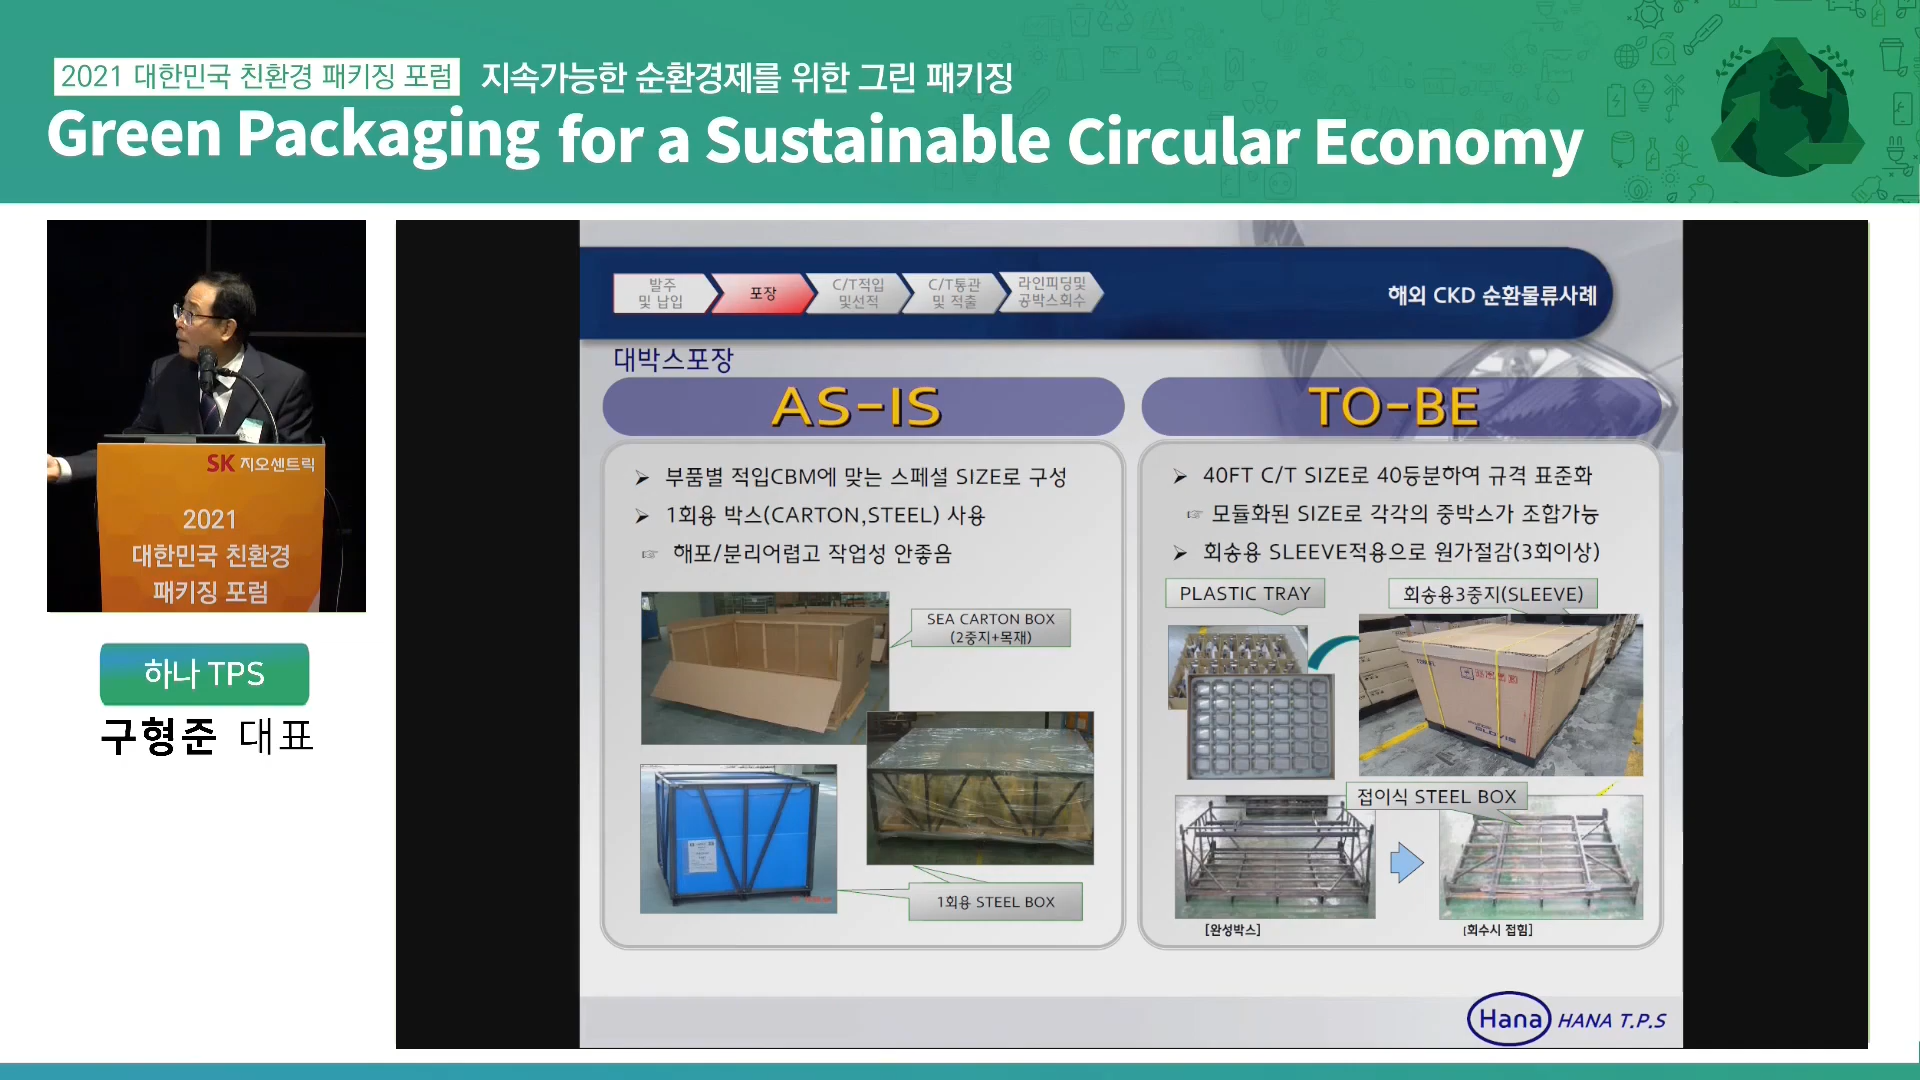 2021 대한민국 친환경 패키징 포럼 지속가능한 순환경제를 위한 그린 패키징
Green Packaging for a Sustainable Circular Economy
SK 지오센트릭
2021
대한민국 친환경
패키징 포럼
하나 TPS
구형준 대표
발주
및 납입
포장
C/T적입
및선적
C/T통관
및 적출
라인피딩및
공박스회수
해외 CKD 순환물류사례
대박스포장
AS-IS
➢ 부품별 적입CBM에 맞는 스페셜 SIZE로 구성
➢ 1회용 박스(CARTON,STEEL) 사용
☞ 해포/분리어렵고 작업성 안좋음
SEA CARTON BOX
(2중지+목재)
1회용 STEEL BOX
TO-BE
➢ 40FT C/T SIZE로 40등분하여 규격 표준화
☞ 모듈화된 SIZE로 각각의 중박스가 조합가능
➢ 회송용 SLEEVE적용으로 원가절감(3회이상)
PLASTIC TRAY
회송용3중지(SLEEVE)
GLOVIS
접이식 STEEL BOX
[완성박스]
[회수시 접힘]
Hana HANA T.P.S